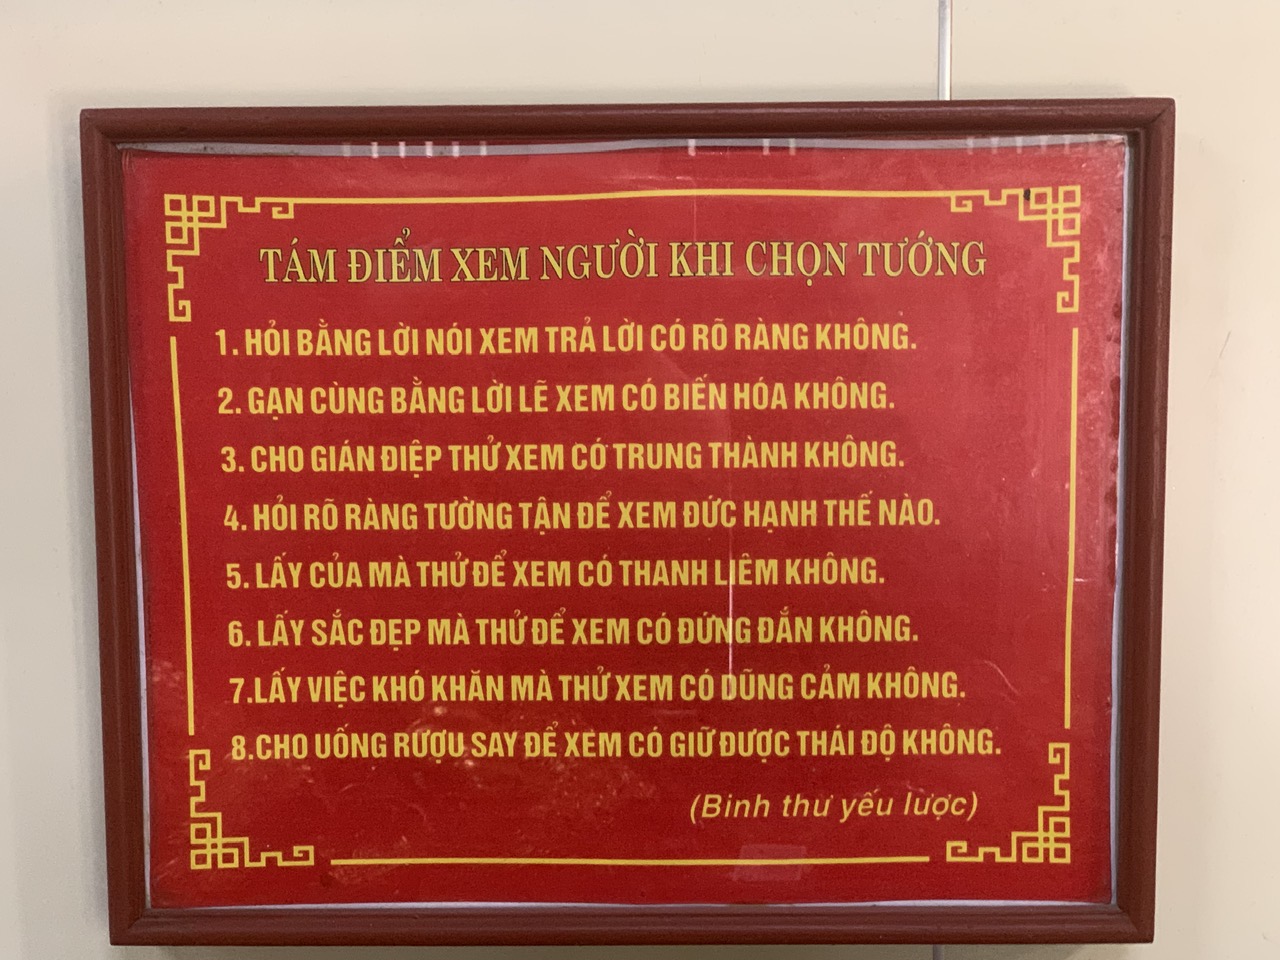 TÁM ĐIỂM XEM NGƯỜI KHI CHỌN TƯỚNG
1. HỎI BẰNG LỜI NÓI XEM TRẢ LỜI CÓ RÕ RÀNG KHÔNG.
2. GẠN CÙNG BẰNG LỜI LẼ XEM CÓ BIẾN HÓA KHÔNG.
3. CHO GIÁN ĐIỆP THỬ XEM CÓ TRUNG THÀNH KHÔNG.
4. HỎI RÕ RÀNG TƯỜNG TẬN ĐỂ XEM ĐỨC HẠNH THẾ NÀO.
5. LẤY CỦA MÀ THỬ ĐỂ XEM CÓ THANH LIÊM KHÔNG.
6. LẤY SẮC ĐẸP MÀ THỬ ĐỂ XEM CÓ ĐỨNG ĐẮN KHÔNG.
7.LẤY VIỆC KHÓ KHĂN MÀ THỬ XEM CÓ DŨNG CẢM KHÔNG.
8.CHO UỐNG RƯỢU SAY ĐỂ XEM CÓ GIỮ ĐƯỢC THÁI ĐỘ KHÔNG.
(Binh thư yếu lược)